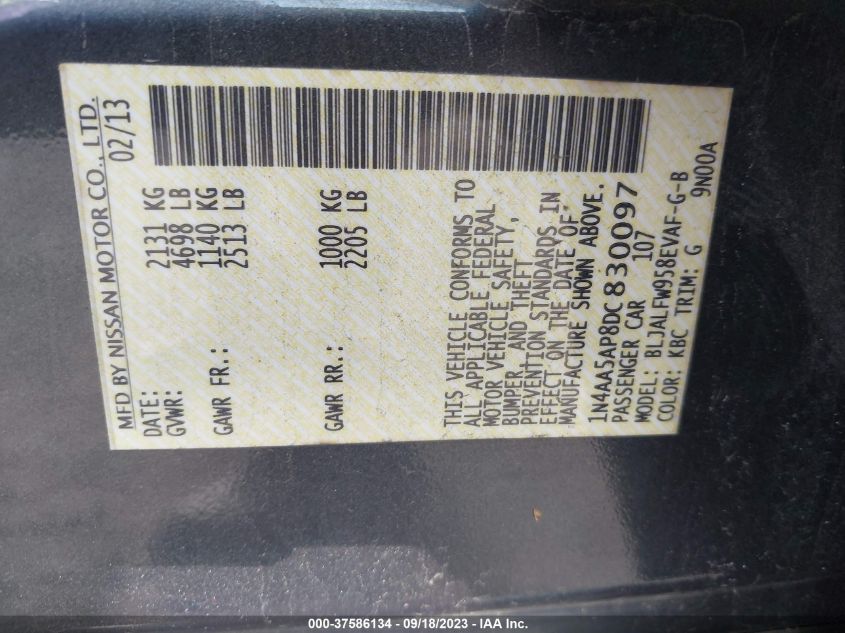 MFD BY NISSAN MOTOR CO., LTD.
DATE: 02/13
GVWR: 2131 KG
4698 LB
GAWR FR.: 1140 KG
2513 LB
GAWR RR.: 1000 KG
2205 LB
THIS VEHICLE CONFORMS TO
ALL APPLICABLE FEDERAL
MOTOR VEHICLE SAFETY,
BUMPER AND THEFT
PREVENTION STANDARDS IN
EFFECT ON THE DATE OF
MANUFACTURE SHOWN ABOVE.
1N4AA5AP8DC830097
PASSENGER CAR 107
MODEL: BLJALFW958EVAF-G-B
COLOR: KBC TRIM: G 9N00A
000-37586134 - 09/18/2023 - IAA Inc.